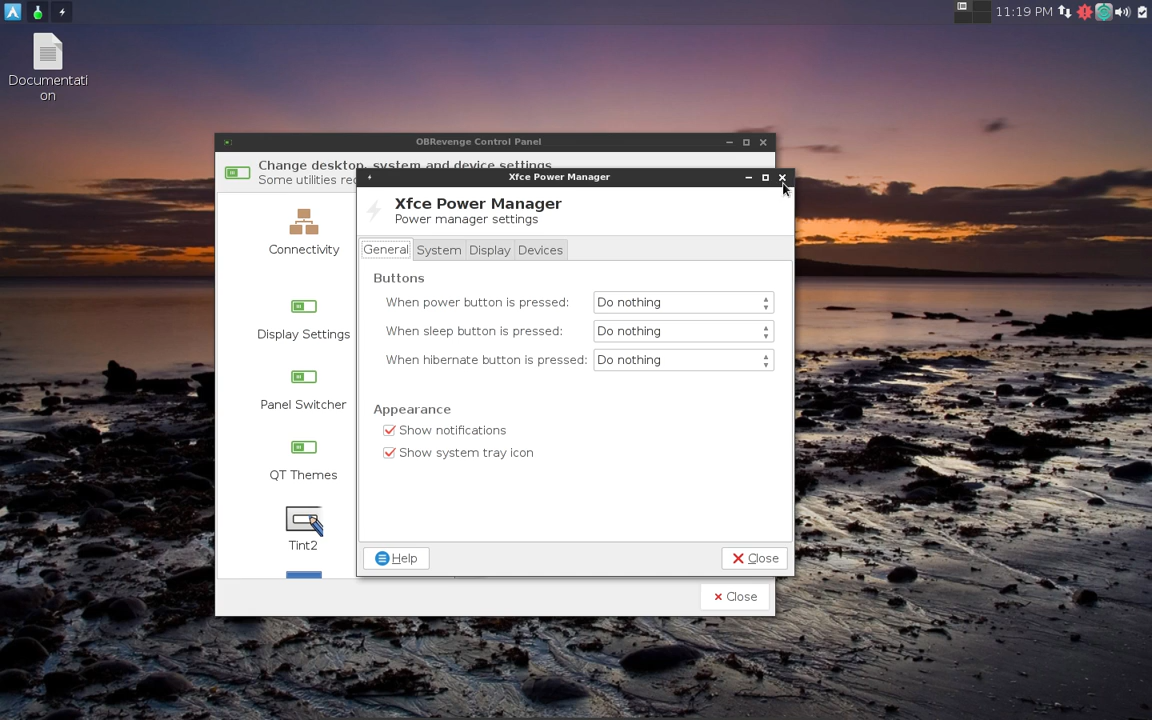 11:19 PM
Documentati
on
OBRevenge Control Panel
Change desktop, system and device settings
Some utilities
Xfce Power Manager
Xfce Power Manager
Power manager settings
Connectivity
Display Settings
Panel Switcher
QT Themes
Tint2
General System Display Devices
Buttons
When power button is pressed: Do nothing
When sleep button is pressed: Do nothing
When hibernate button is pressed: Do nothing
Appearance
Show notifications
Show system tray icon
Help Close
Close